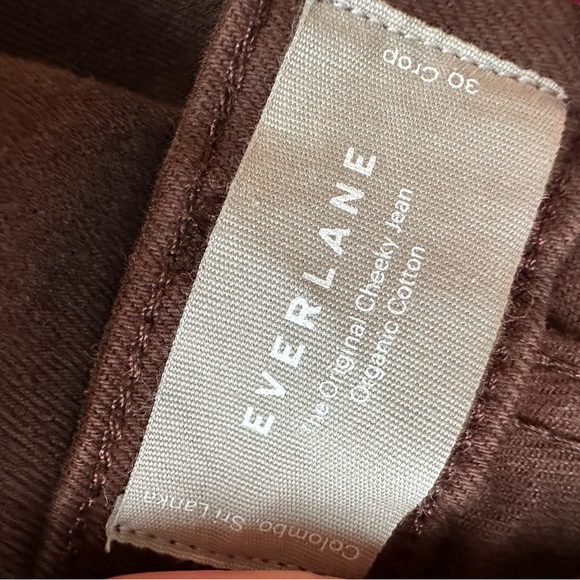 30 Crop
EVERLANE
The Original Cheeky Jean
Organic Cotton
Colombo Sri Lanka